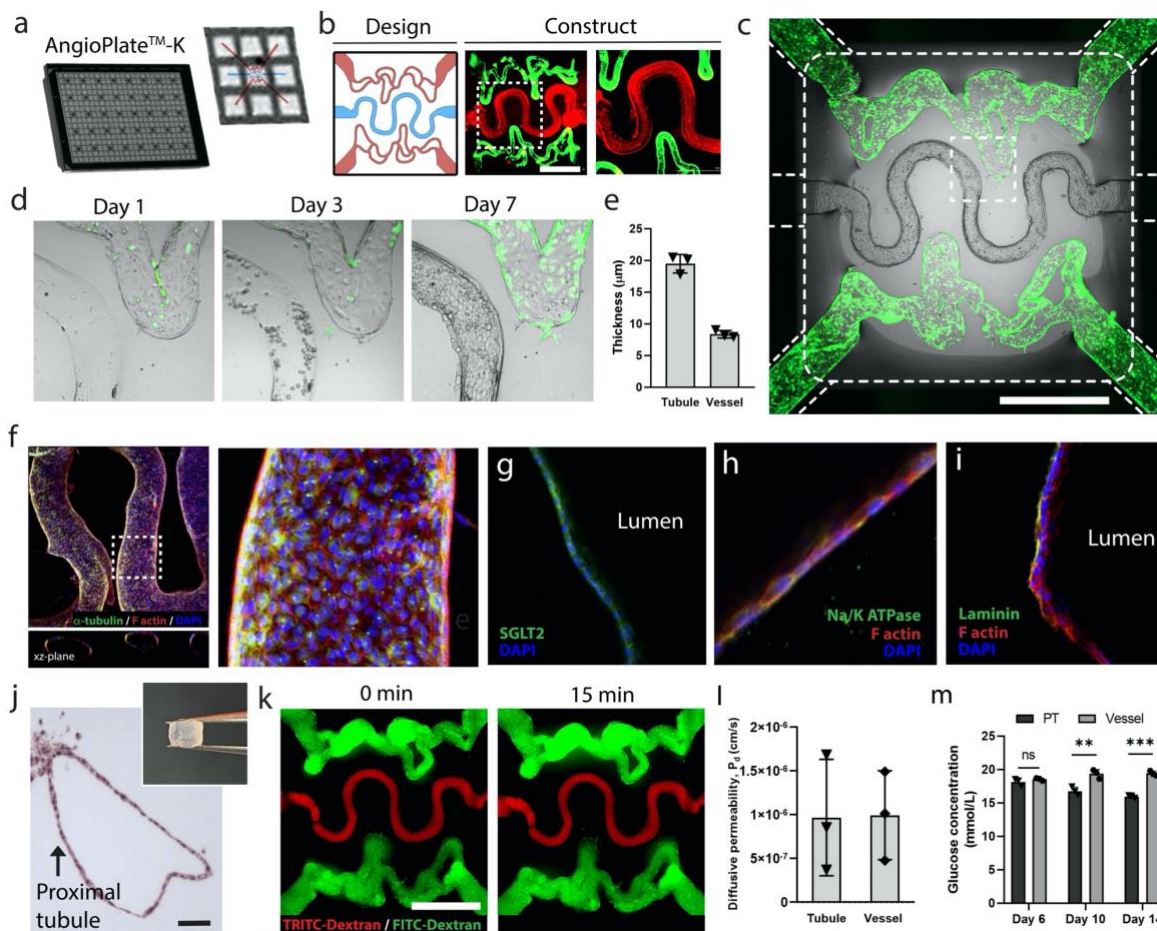 a
AngioPlate™-K
b
Design
Construct
c
d
Day 1
Day 3
Day 7
e
Thickness (μm)
25
20
15
10
5
0
Tubule
Vessel
f
α-tubulin / F actin / DAPI
xz-plane
e
g
Lumen
SGLT2
DAPI
h
Na/K ATPase
F actin
DAPI
i
Lumen
Laminin
F actin
DAPI
j
Proximal
tubule
k
0 min
15 min
TRITC-Dextran / FITC-Dextran
l
Diffusive permeability, Pd (cm/s)
2×10⁻⁶
2×10⁻⁶
1×10⁻⁶
5×10⁻⁷
0
Tubule
Vessel
m
PT
Vessel
Glucose concentration
(mmol/L)
25
20
15
10
5
0
ns
**
***
Day 6
Day 10
Day 14